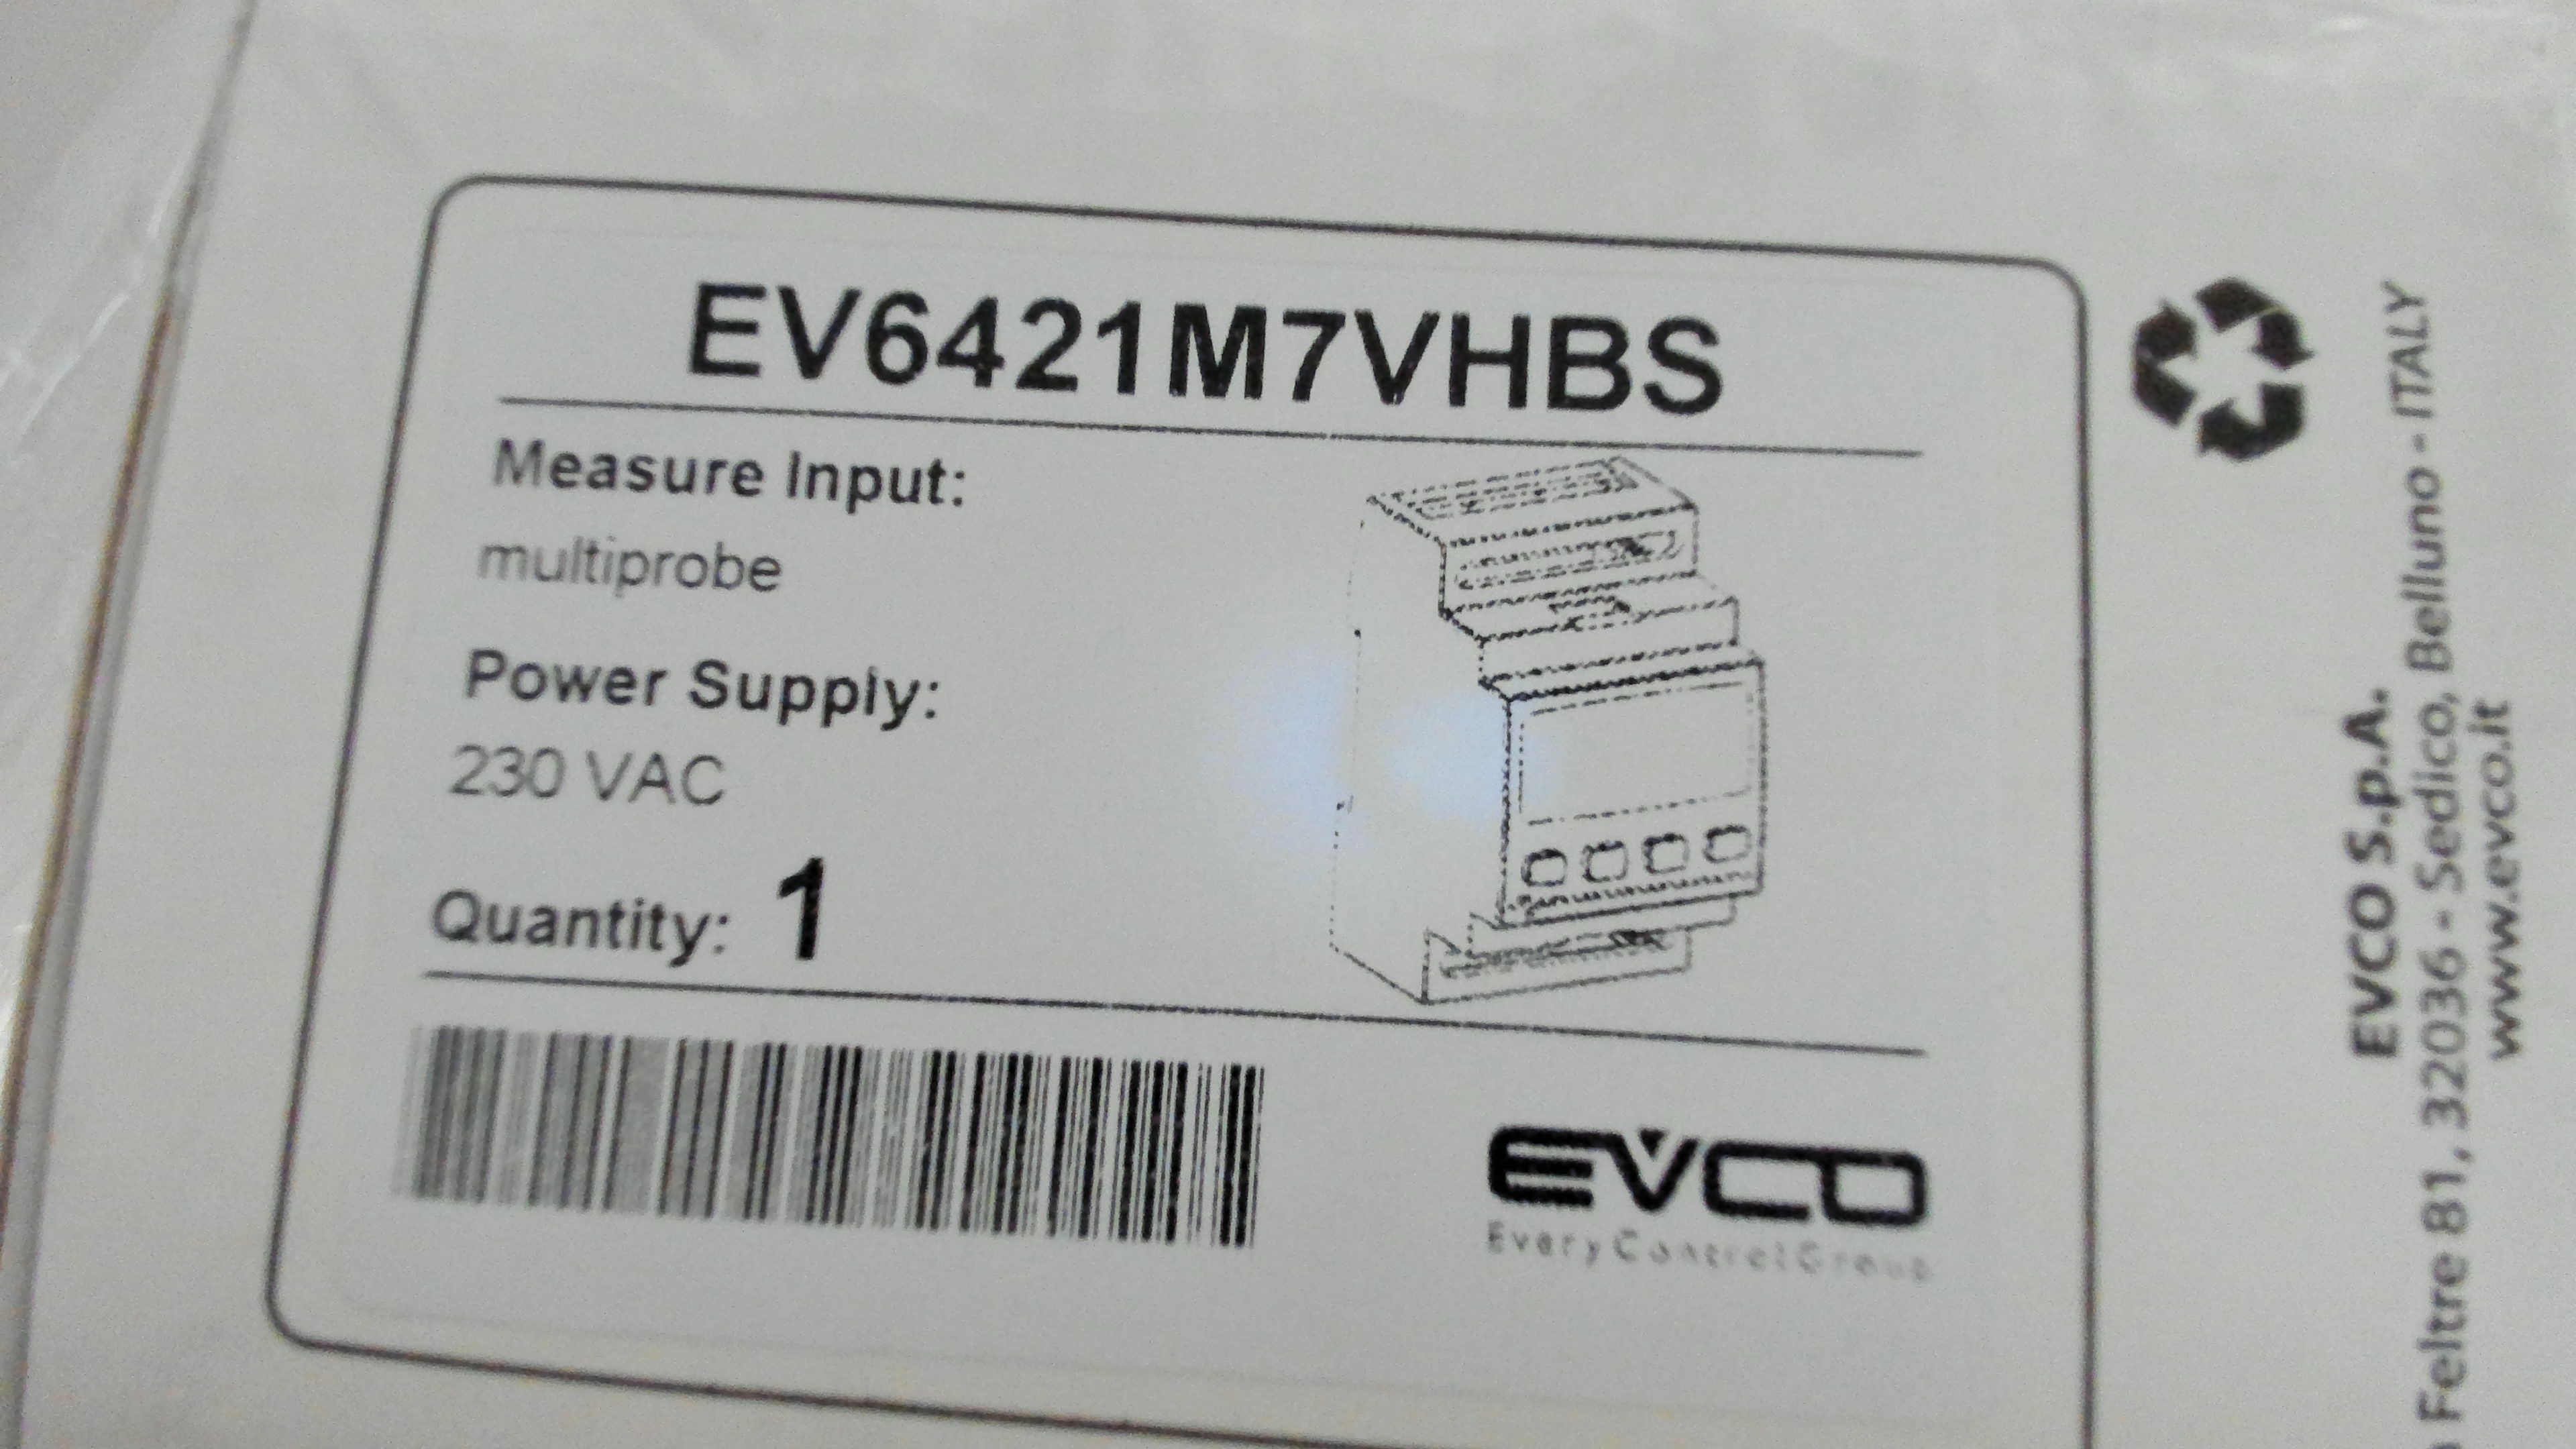 EV6421M7VHBS
Measure Input:
multiprobe
Power Supply:
230 VAC
Quantity: 1
EVCO
EveryControlGroup
EVCO S.p.A.
Feltre 81, 32036 - Sedico, Belluno - ITALY
www.evco.it